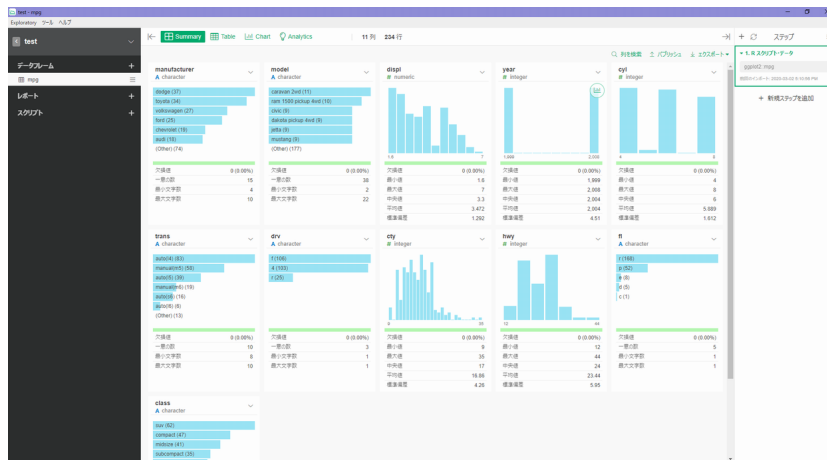 test - mpg
Exploratory ツール ヘルプ
test
Summary Table Chart Analytics 11 列 234 行
ステップ
列を検索 パブリッシュ エクスポート
データフレーム
mpg
レポート
スクリプト
1. R スクリプト-データ
ggplot2::mpg
+ 新規ステップを追加
manufacturer
A character
dodge (37)
toyota (34)
volkswagen (27)
ford (25)
chevrolet (19)
audi (18)
(Other) (74)
欠損値 0 (0.00%)
一意の数 15
最小文字数 4
最大文字数 10
model
A character
caravan 2wd (11)
ram 1500 pickup 4wd (10)
civic (9)
dakota pickup 4wd (9)
jetta (9)
mustang (9)
(Other) (177)
欠損値 0 (0.00%)
一意の数 38
最小文字数 2
最大文字数 22
displ
# numeric
1.6 7
欠損値 0 (0.00%)
最小値 1.6
最大値 7
中央値 3.3
平均値 3.472
標準偏差 1.292
year
# integer
1,999 2,008
欠損値 0 (0.00%)
最小値 1,999
最大値 2,008
中央値 2,004
平均値 2,004
標準偏差 4.51
cyl
# integer
4 8
欠損値 0 (0.00%)
最小値 4
最大値 8
中央値 6
平均値 5.889
標準偏差 1.612
trans
A character
auto(l4) (83)
manual(m5) (58)
auto(l5) (39)
manual(m6) (19)
auto(s6) (16)
auto(l6) (6)
(Other) (13)
欠損値 0 (0.00%)
一意の数 10
最小文字数 8
最大文字数 10
drv
A character
f (106)
4 (103)
r (25)
欠損値 0 (0.00%)
一意の数 3
最小文字数 1
最大文字数 1
cty
# integer
9 35
欠損値 0 (0.00%)
最小値 9
最大値 35
中央値 17
平均値 16.86
標準偏差 4.26
hwy
# integer
12 44
欠損値 0 (0.00%)
最小値 12
最大値 44
中央値 24
平均値 23.44
標準偏差 5.95
fl
A character
r (168)
p (52)
e (8)
d (5)
c (1)
欠損値 0 (0.00%)
一意の数 5
最小文字数 1
最大文字数 1
class
A character
suv (62)
compact (47)
midsize (41)
subcompact (35)